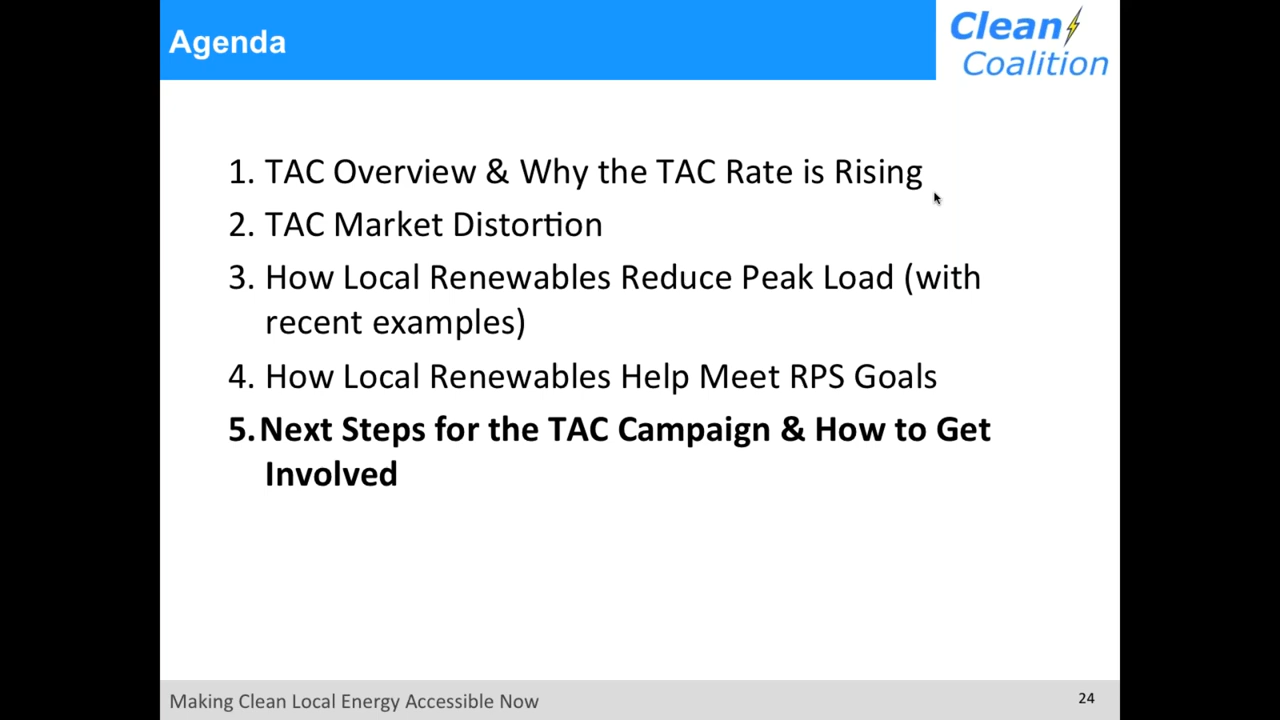 Agenda
Clean
Coalition
1. TAC Overview & Why the TAC Rate is Rising
2. TAC Market Distortion
3. How Local Renewables Reduce Peak Load (with
recent examples)
4. How Local Renewables Help Meet RPS Goals
5. Next Steps for the TAC Campaign & How to Get
Involved
Making Clean Local Energy Accessible Now
24